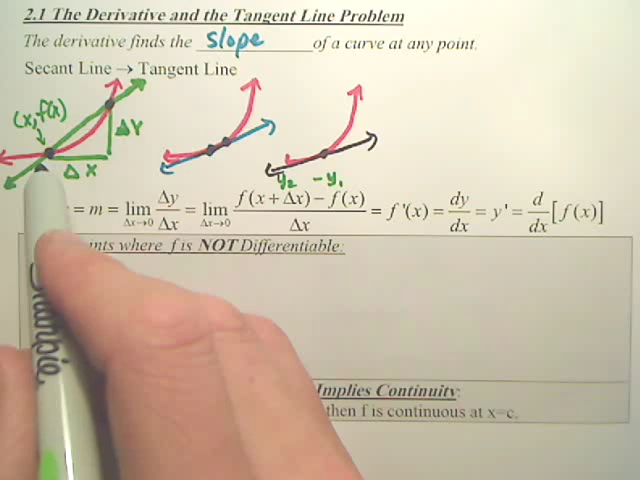 2.1 The Derivative and the Tangent Line Problem
The derivative finds the slope of a curve at any point.
Secant Line → Tangent Line
(x, f(x)
ΔY
ΔX
y₂ - y₁
= m = lim Δx→0 Δy/Δx = lim Δx→0 (f(x + Δx) − f(x))/Δx = f '(x) = dy/dx = y' = d/dx [f(x)]
where f is NOT Differentiable:
Implies Continuity:
then f is continuous at x=c.
Sharpie